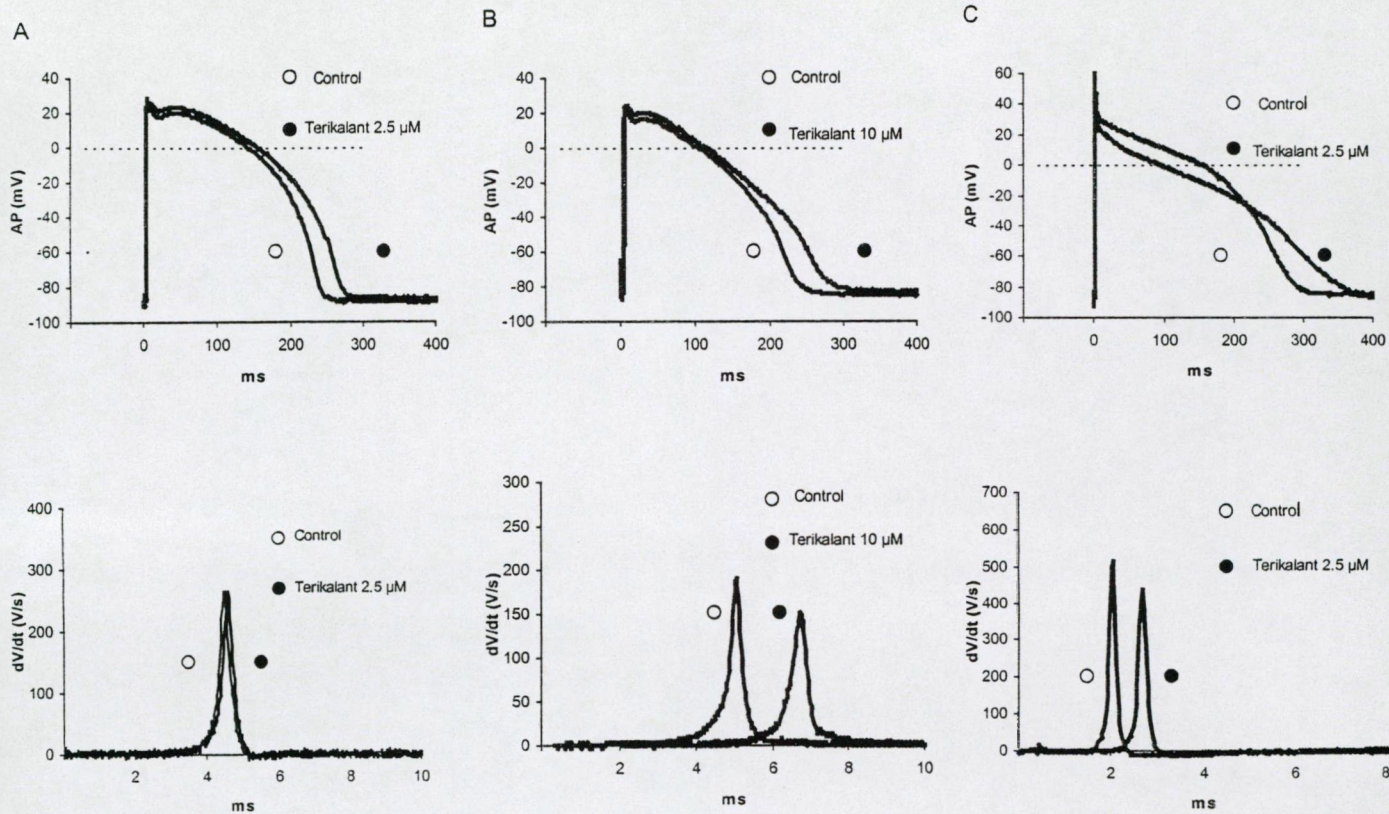 A
AP (mV)
40
20
0
-20
-40
-60
-80
-100
Control
Terikalant 2.5 µM
0
100
200
300
400
ms
B
AP (mV)
40
20
0
-20
-40
-60
-80
-100
Control
Terikalant 10 µM
0
100
200
300
400
ms
C
AP (mV)
60
40
20
0
-20
-40
-60
-80
-100
Control
Terikalant 2.5 µM
0
100
200
300
400
ms
dV/dt (V/s)
400
300
200
100
0
Control
Terikalant 2.5 µM
2
4
6
8
10
ms
dV/dt (V/s)
300
250
200
150
100
50
0
Control
Terikalant 10 µM
2
4
6
8
10
ms
dV/dt (V/s)
700
600
500
400
300
200
100
0
Control
Terikalant 2.5 µM
2
4
6
8
ms